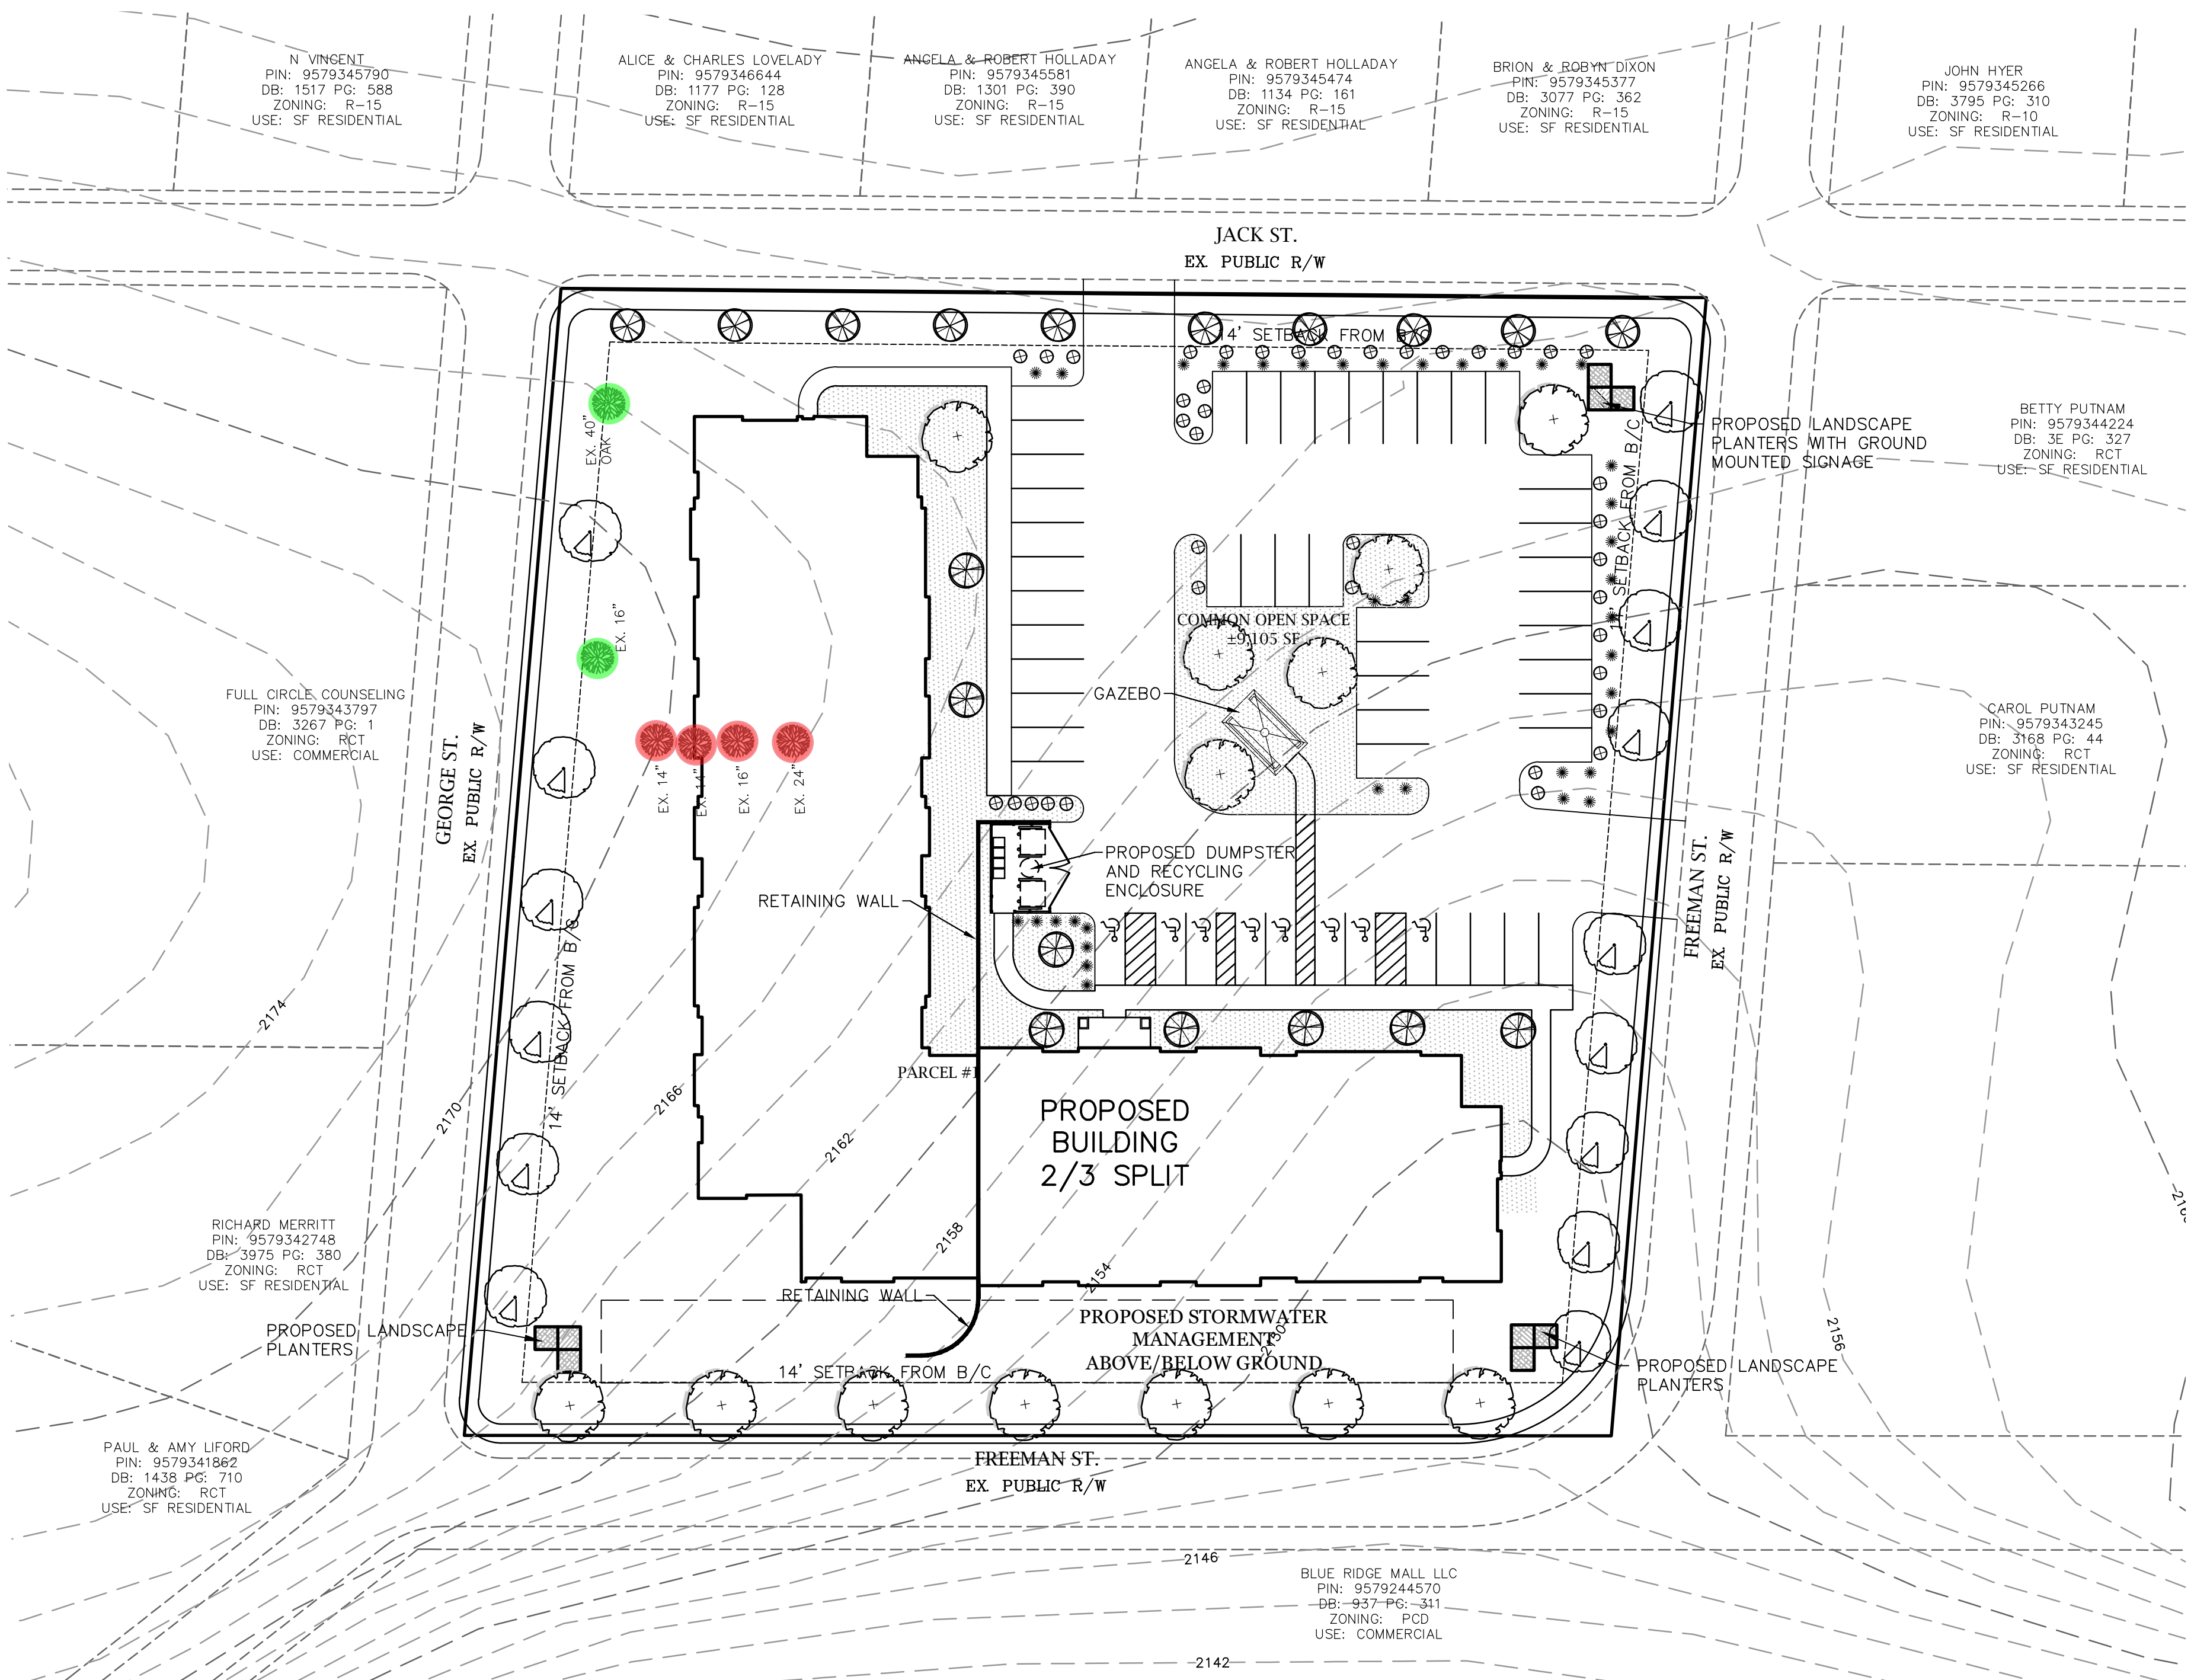 N VINCENT
PIN: 9579345790
DB: 1517 PG: 588
ZONING: R-15
USE: SF RESIDENTIAL
ALICE & CHARLES LOVELADY
PIN: 9579346644
DB: 1177 PG: 128
ZONING: R-15
USE: SF RESIDENTIAL
ANGELA & ROBERT HOLLADAY
PIN: 9579345581
DB: 1301 PG: 390
ZONING: R-15
USE: SF RESIDENTIAL
ANGELA & ROBERT HOLLADAY
PIN: 9579345474
DB: 1134 PG: 161
ZONING: R-15
USE: SF RESIDENTIAL
BRION & ROBYN DIXON
PIN: 9579345377
DB: 3077 PG: 362
ZONING: R-15
USE: SF RESIDENTIAL
JOHN HYER
PIN: 9579345266
DB: 3795 PG: 310
ZONING: R-10
USE: SF RESIDENTIAL
JACK ST.
EX. PUBLIC R/W
14' SETBACK FROM B/C
EX. 40"
OAK
PROPOSED LANDSCAPE
PLANTERS WITH GROUND
MOUNTED SIGNAGE
BETTY PUTNAM
PIN: 9579344224
DB: 3E PG: 327
ZONING: RCT
USE: SF RESIDENTIAL
14' SETBACK FROM B/C
EX. 16"
COMMON OPEN SPACE
±9,105 SF
GAZEBO
FULL CIRCLE COUNSELING
PIN: 9579343797
DB: 3267 PG: 1
ZONING: RCT
USE: COMMERCIAL
GEORGE ST.
EX. PUBLIC R/W
EX. 14"
EX. 14"
EX. 16"
EX. 24"
CAROL PUTNAM
PIN: 9579343245
DB: 3168 PG: 44
ZONING: RCT
USE: SF RESIDENTIAL
PROPOSED DUMPSTER
AND RECYCLING
ENCLOSURE
RETAINING WALL
FREEMAN ST.
EX. PUBLIC R/W
14' SETBACK FROM B/C
2174
2170
2166
2162
2158
2154
2150
PARCEL #1
PROPOSED
BUILDING
2/3 SPLIT
RICHARD MERRITT
PIN: 9579342748
DB: 3975 PG: 380
ZONING: RCT
USE: SF RESIDENTIAL
RETAINING WALL
PROPOSED STORMWATER
MANAGEMENT
ABOVE/BELOW GROUND
PROPOSED LANDSCAPE
PLANTERS
14' SETBACK FROM B/C
PROPOSED LANDSCAPE
PLANTERS
2156
PAUL & AMY LIFORD
PIN: 9579341862
DB: 1438 PG: 710
ZONING: RCT
USE: SF RESIDENTIAL
FREEMAN ST.
EX. PUBLIC R/W
2146
BLUE RIDGE MALL LLC
PIN: 9579244570
DB: 937 PG: 311
ZONING: PCD
USE: COMMERCIAL
2142